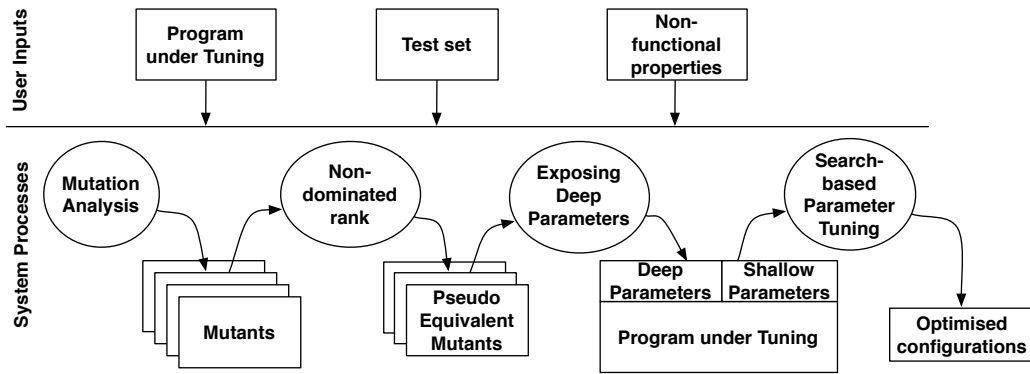 User Inputs
Program
under Tuning
Test set
Non-
functional
properties
System Processes
Mutation
Analysis
Non-
dominated
rank
Exposing
Deep
Parameters
Search-
based
Parameter
Tuning
Mutants
Pseudo
Equivalent
Mutants
Deep
Parameters
Shallow
Parameters
Program under Tuning
Optimised
configurations